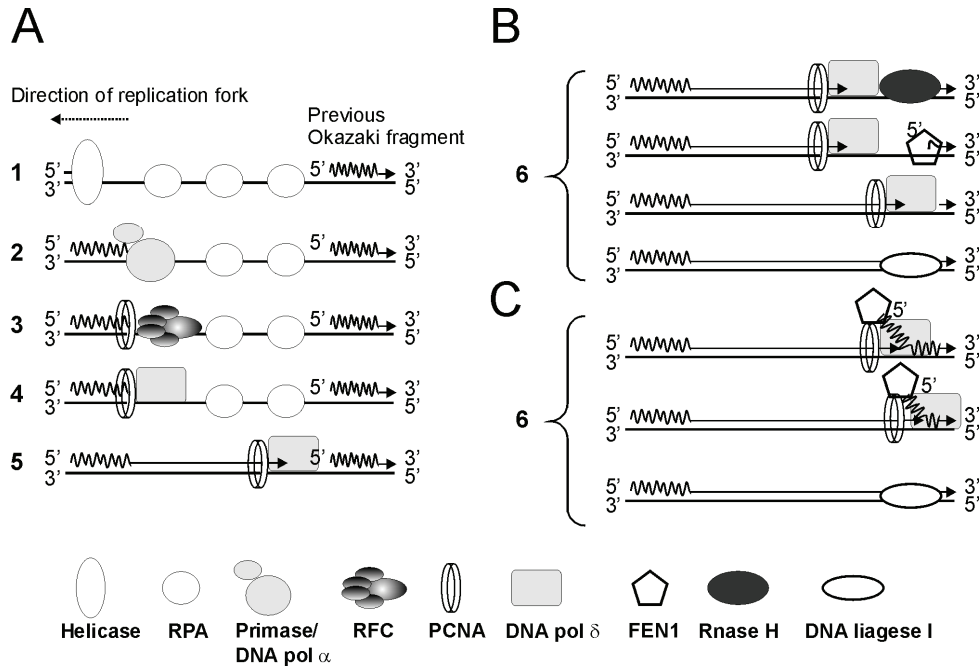 A
Direction of replication fork
Previous
Okazaki fragment
1 5' 5' 3'
3' 5'
2 5' 5' 3'
3' 5'
3 5' 5' 3'
3' 5'
4 5' 5' 3'
3' 5'
5 5' 5' 3'
3' 5'
B
6
5' 3'
3' 5'
5'
5' 3'
3' 5'
5' 3'
3' 5'
5' 3'
3' 5'
C
6
5'
5' 3'
3' 5'
5'
5' 3'
3' 5'
5' 3'
3' 5'
Helicase RPA Primase/ RFC PCNA DNA pol δ FEN1 Rnase H DNA liagese I
DNA pol α